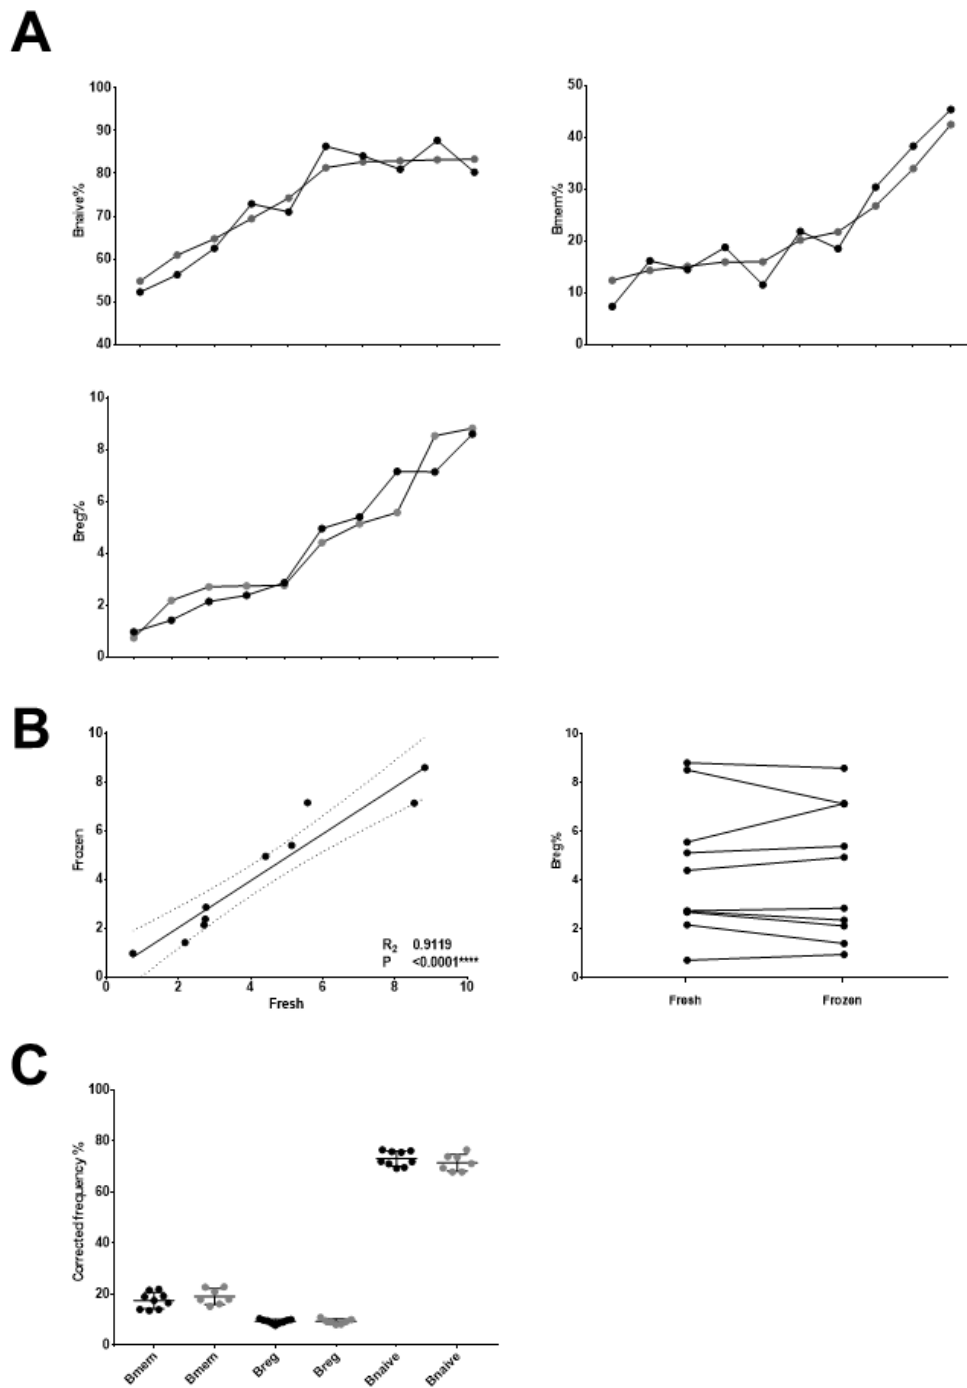 A
100
90
80
70
60
50
40
Bnaive%
50
40
30
20
10
0
Bmem%
10
8
6
4
2
0
Breg%
B
10
8
6
4
2
0
Frozen
0 2 4 6 8 10
Fresh
R2 0.9119
P <0.0001****
10
8
6
4
2
0
Breg%
Fresh Frozen
C
100
80
60
40
20
0
Corrected frequency %
Bmem Bmem Breg Breg Bnaive Bnaive